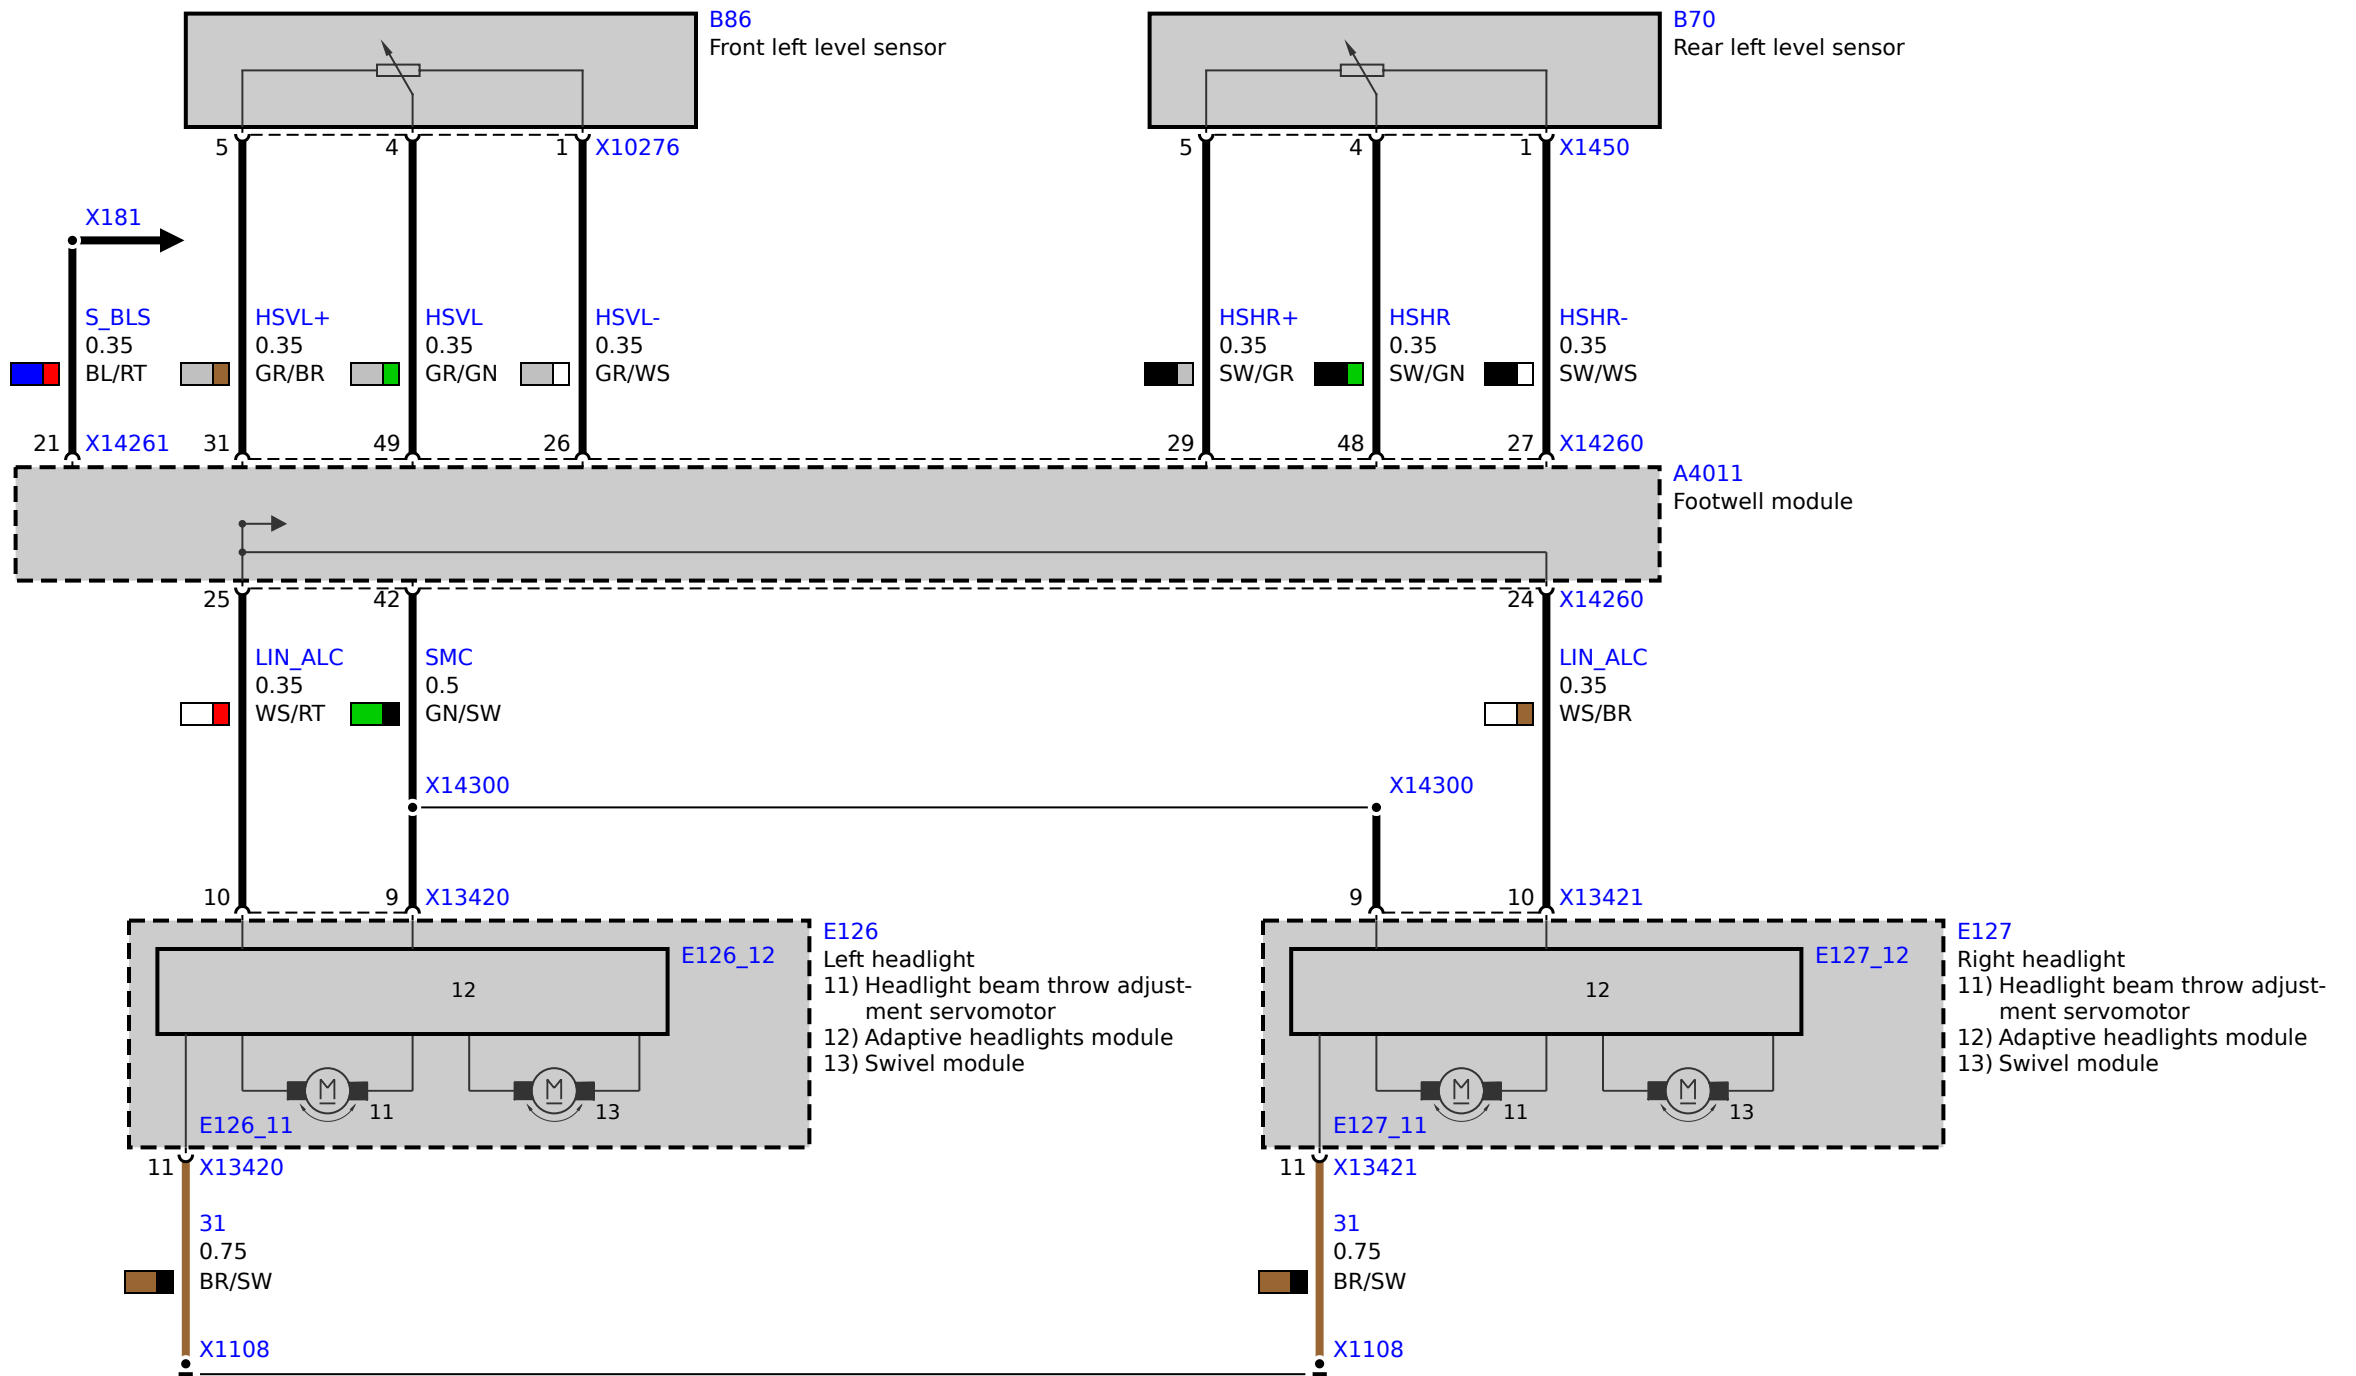 B86
Front left level sensor
B70
Rear left level sensor
5
4
1
X10276
5
4
1
X1450
X181
S_BLS
0.35
BL/RT
HSVL+
0.35
GR/BR
HSVL
0.35
GR/GN
HSVL-
0.35
GR/WS
HSHR+
0.35
SW/GR
HSHR
0.35
SW/GN
HSHR-
0.35
SW/WS
21
X14261
31
49
26
29
48
27
X14260
A4011
Footwell module
25
42
24
X14260
LIN_ALC
0.35
WS/RT
SMC
0.5
GN/SW
LIN_ALC
0.35
WS/BR
X14300
X14300
10
9
X13420
9
10
X13421
E126
Left headlight
11) Headlight beam throw adjust-
ment servomotor
12) Adaptive headlights module
13) Swivel module
E126_12
12
M
11
M
13
E126_11
E127
Right headlight
11) Headlight beam throw adjust-
ment servomotor
12) Adaptive headlights module
13) Swivel module
E127_12
12
M
11
M
13
E127_11
11
X13420
11
X13421
31
0.75
BR/SW
31
0.75
BR/SW
X1108
X1108